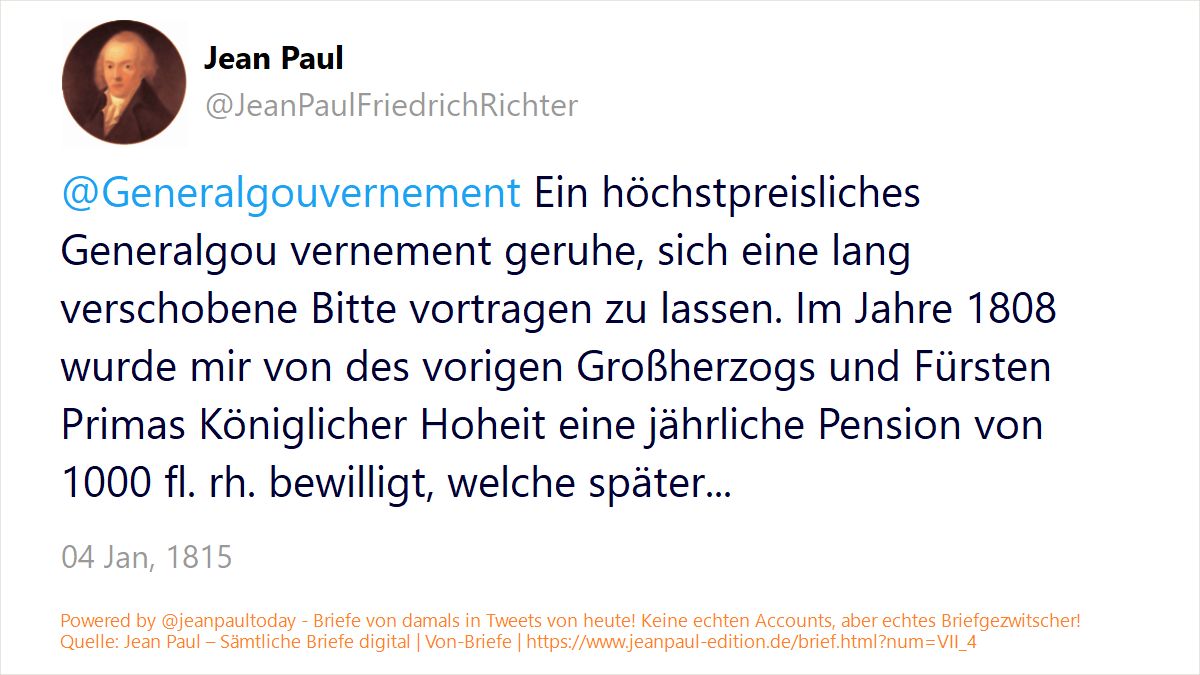 Jean Paul
@JeanPaulFriedrichRichter
@Generalgouvernement Ein höchstpreisliches
Generalgou vernement geruhe, sich eine lang
verschobene Bitte vortragen zu lassen. Im Jahre 1808
wurde mir von des vorigen Großherzogs und Fürsten
Primas Königlicher Hoheit eine jährliche Pension von
1000 fl. rh. bewilligt, welche später...
04 Jan, 1815
Powered by @jeanpaultoday - Briefe von damals in Tweets von heute! Keine echten Accounts, aber echtes Briefgezwitscher!
Quelle: Jean Paul – Sämtliche Briefe digital | Von-Briefe | https://www.jeanpaul-edition.de/brief.html?num=VII_4